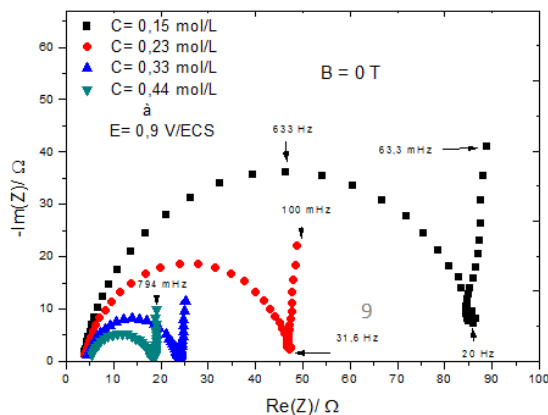 C= 0,15 mol/L
C= 0,23 mol/L
C= 0,33 mol/L
C= 0,44 mol/L
à
E= 0,9 V/ECS
B = 0 T
633 Hz
63,3 mHz
100 mHz
794 mHz
9
31,6 Hz
20 Hz
-Im(Z)/ Ω
60
50
40
30
20
10
0
0 10 20 30 40 50 60 70 80 90 100
Re(Z)/ Ω